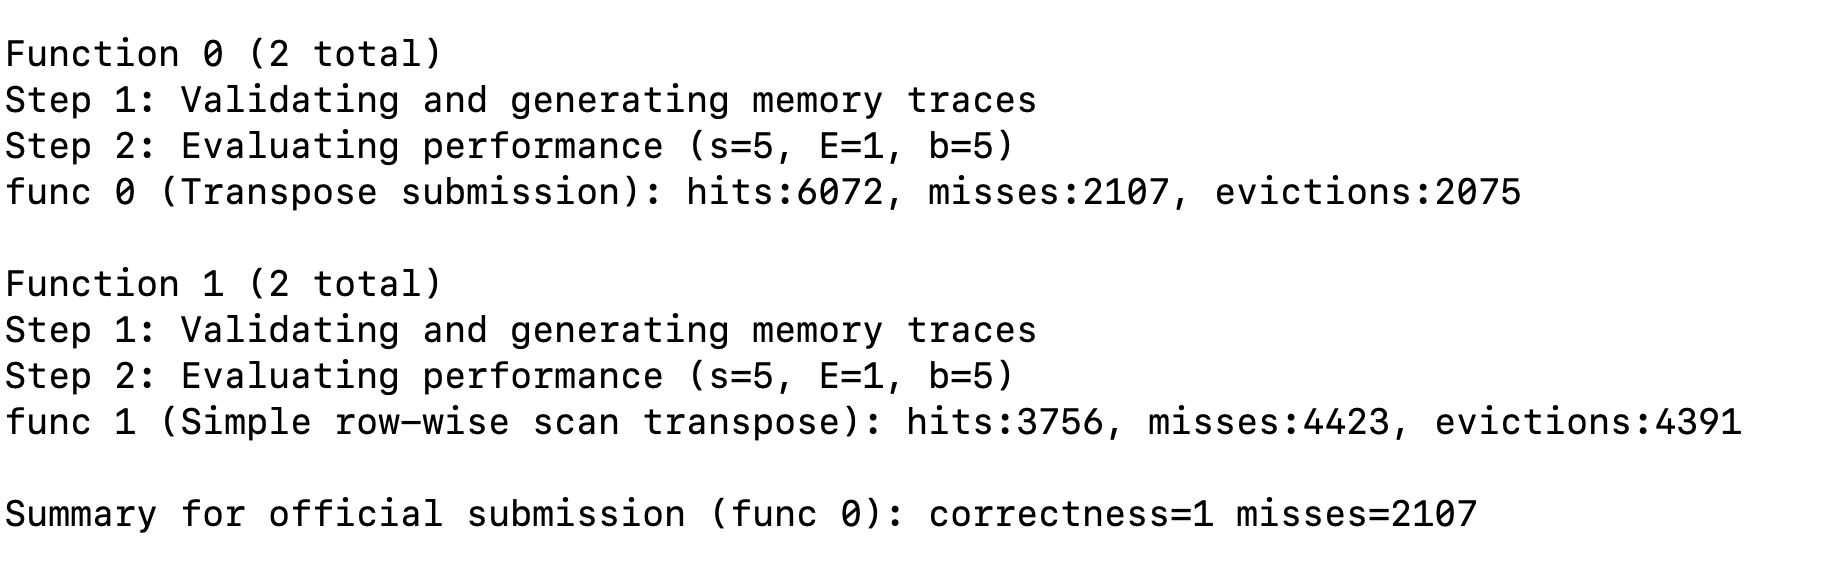 Function 0 (2 total)
Step 1: Validating and generating memory traces
Step 2: Evaluating performance (s=5, E=1, b=5)
func 0 (Transpose submission): hits:6072, misses:2107, evictions:2075
Function 1 (2 total)
Step 1: Validating and generating memory traces
Step 2: Evaluating performance (s=5, E=1, b=5)
func 1 (Simple row-wise scan transpose): hits:3756, misses:4423, evictions:4391
Summary for official submission (func 0): correctness=1 misses=2107